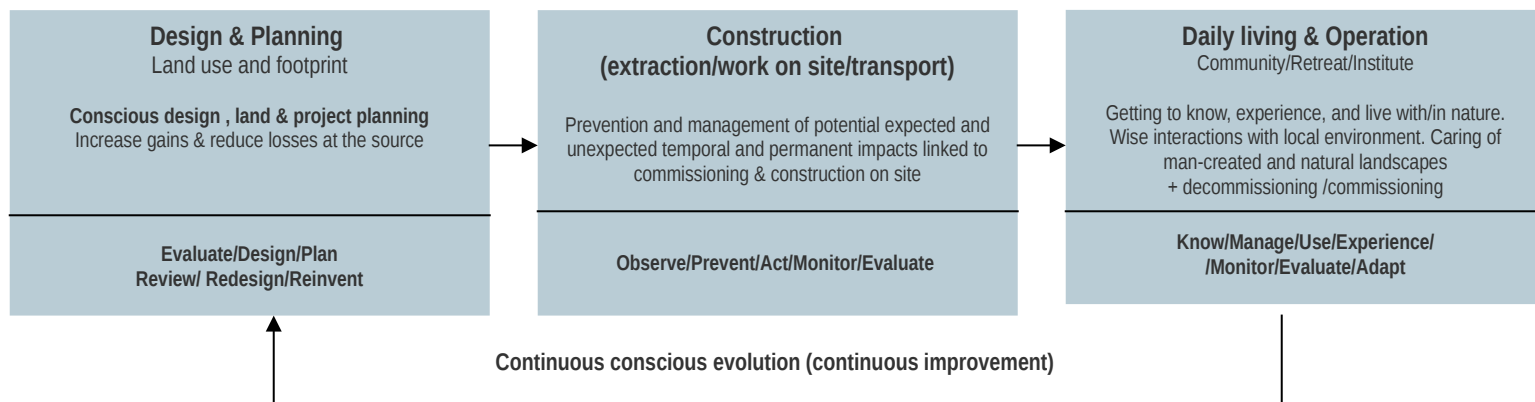 Design & Planning
Land use and footprint
Conscious design , land & project planning
Increase gains & reduce losses at the source
Evaluate/Design/Plan
Review/ Redesign/Reinvent
Construction
(extraction/work on site/transport)
Prevention and management of potential expected and
unexpected temporal and permanent impacts linked to
commissioning & construction on site
Observe/Prevent/Act/Monitor/Evaluate
Daily living & Operation
Community/Retreat/Institute
Getting to know, experience, and live with/in nature.
Wise interactions with local environment. Caring of
man-created and natural landscapes
+ decommissioning /commissioning
Know/Manage/Use/Experience/
/Monitor/Evaluate/Adapt
Continuous conscious evolution (continuous improvement)